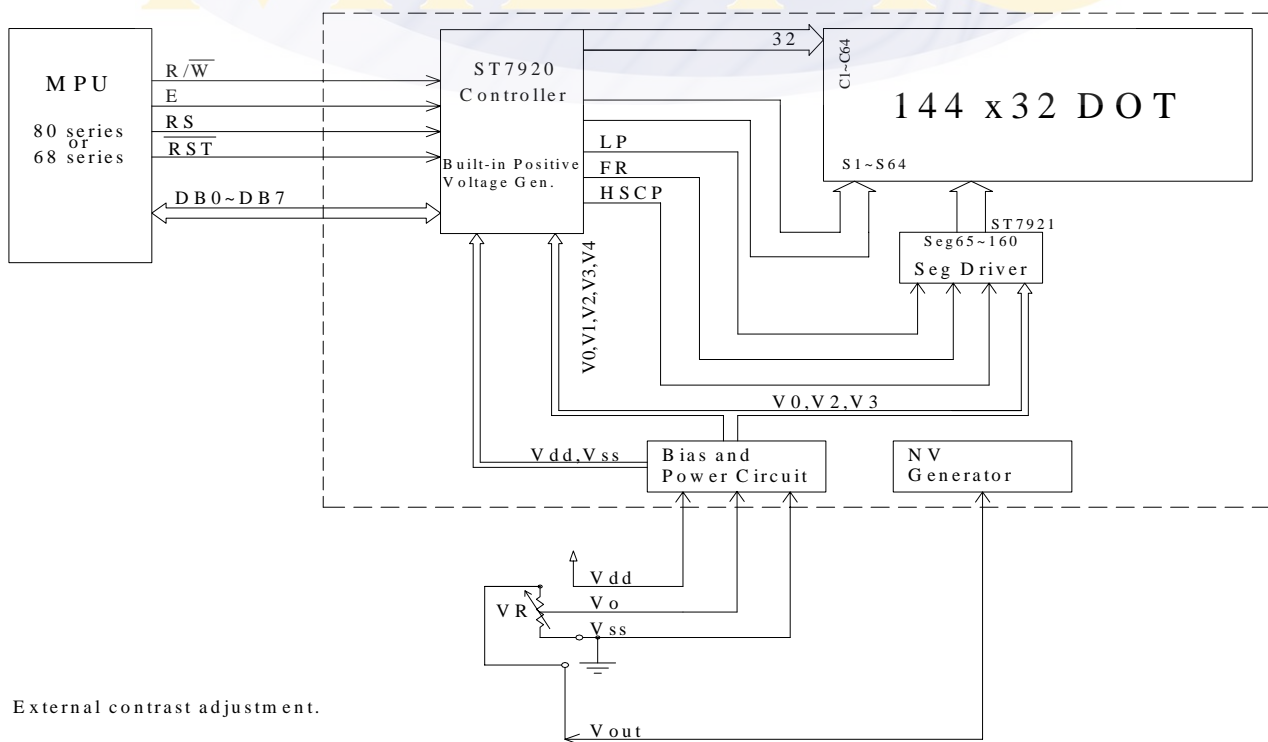 MPU
80 series
or
68 series
R/W
E
RS
RST
DB0~DB7
ST7920
Controller
Built-in Positive
Voltage Gen.
32
LP
FR
HSCP
C1~C64
144 x32 DOT
S1~S64
ST7921
Seg65~160
Seg Driver
V0,V1,V2,V3,V4
V0,V2,V3
Vdd,Vss
Bias and
Power Circuit
NV
Generator
Vdd
VR
Vo
Vss
External contrast adjustment.
Vout